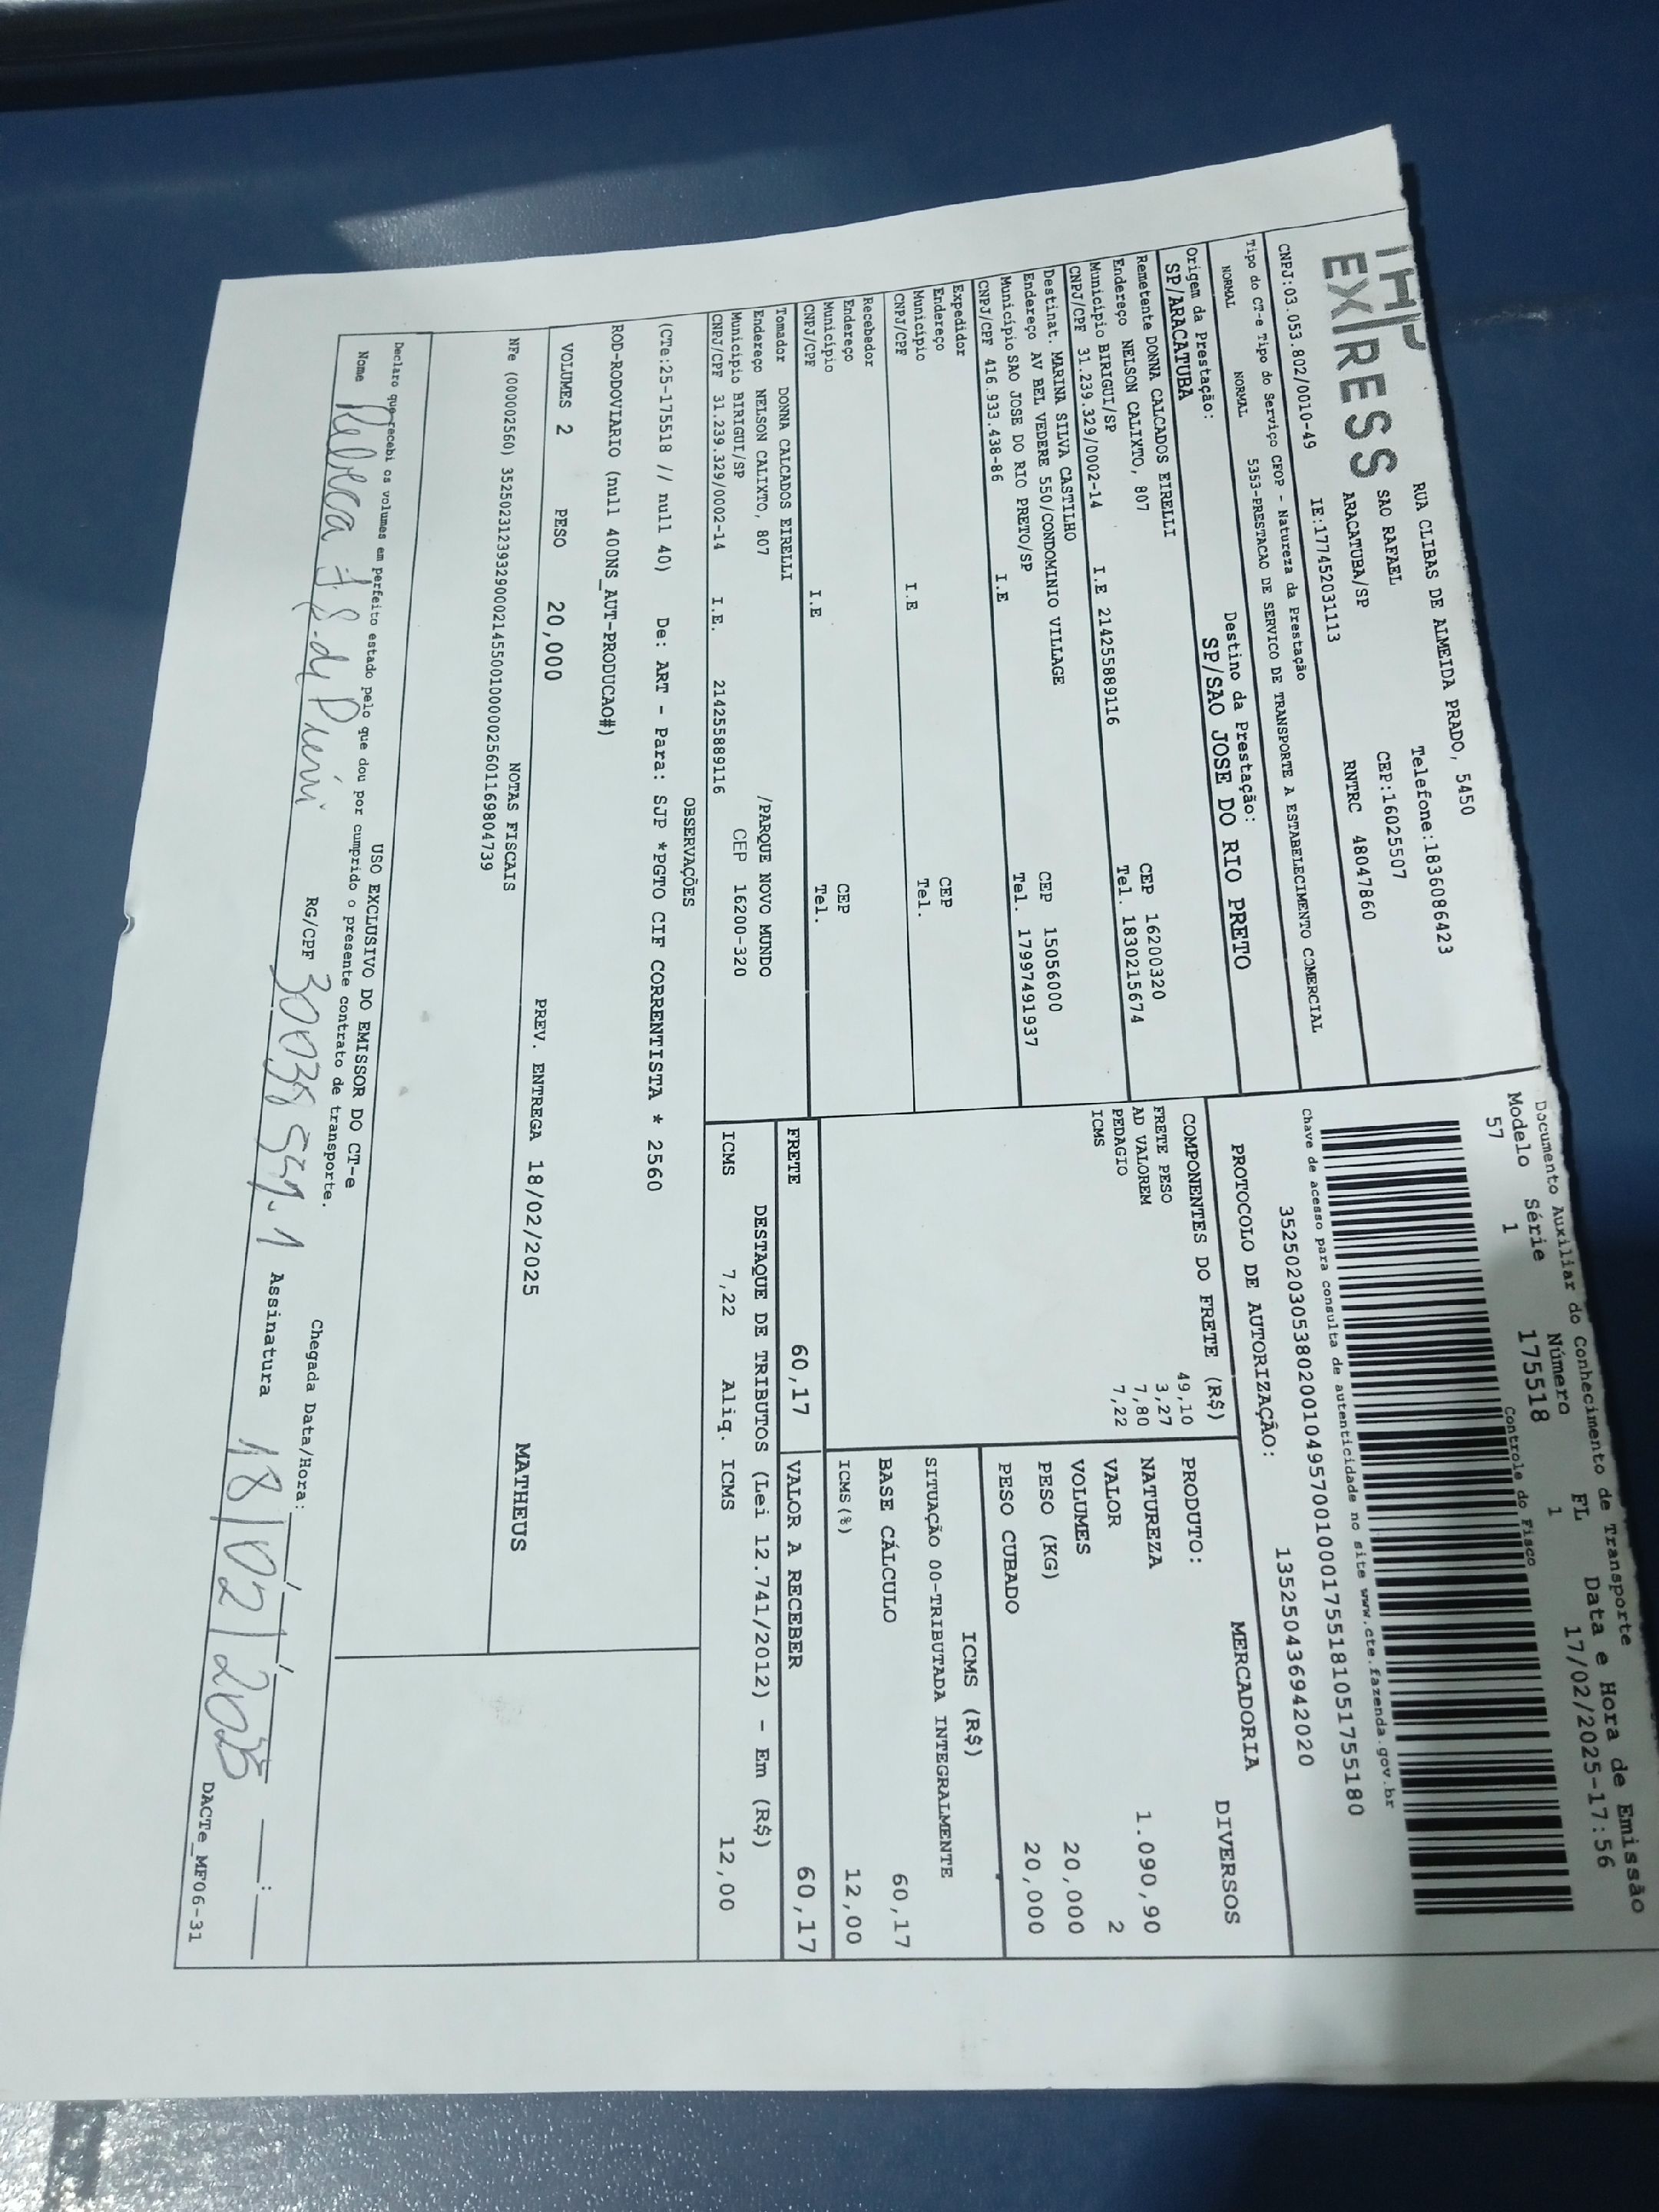 EXPRESS
RUA CLIBAS DE ALMEIDA PRADO, 5450
Telefone:1836086423
SAO RAFAEL
CEP:16025507
ARACATUBA/SP
RNTRC 48047860
CNPJ:03.053.802/0010-49
IE:177452031113
Documento Auxiliar do Conhecimento de Transporte
Modelo Série Número FL Data e Hora de Emissão
57 1 175518 1 17/02/2025-17:56
Controle do Fisco
Chave de acesso para consulta de autenticidade no site www.cte.fazenda.gov.br
35250203053802001049570010001755181051755180
PROTOCOLO DE AUTORIZAÇÃO: 135250436942020
Tipo do CT-e Tipo do Serviço CFOP - Natureza da Prestação
NORMAL NORMAL 5353-PRESTACAO DE SERVICO DE TRANSPORTE A ESTABELECIMENTO COMERCIAL
Origem da Prestação: Destino da Prestação:
SP/ARACATUBA SP/SAO JOSE DO RIO PRETO
Remetente DONNA CALCADOS EIRELLI
Endereço NELSON CALIXTO, 807 CEP 16200320
Município BIRIGUI/SP Tel. 1830215674
CNPJ/CPF 31.239.329/0002-14 I.E 214255889116
Destinat. MARINA SILVA CASTILHO
Endereço AV BEL VEDERE 550/CONDOMINIO VILLAGE CEP 15056000
Município SAO JOSE DO RIO PRETO/SP Tel. 17997491937
CNPJ/CPF 416.933.438-86 I.E
Expedidor
Endereço CEP
Município Tel.
CNPJ/CPF I.E
Recebedor
Endereço CEP
Município Tel.
CNPJ/CPF I.E
Tomador DONNA CALCADOS EIRELLI
Endereço NELSON CALIXTO, 807 /PARQUE NOVO MUNDO
Município BIRIGUI/SP CEP 16200-320
CNPJ/CPF 31.239.329/0002-14 I.E. 214255889116
COMPONENTES DO FRETE (R$)
FRETE PESO 49,10
AD VALOREM 3,27
PEDAGIO 7,80
ICMS 7,22
MERCADORIA
PRODUTO: DIVERSOS
NATUREZA
VALOR 1.090,90
VOLUMES 2
PESO (KG) 20,000
PESO CUBADO 20,000
ICMS (R$)
SITUAÇÃO 00-TRIBUTADA INTEGRALMENTE
BASE CÁLCULO 60,17
ICMS(%) 12,00
FRETE 60,17 VALOR A RECEBER 60,17
DESTAQUE DE TRIBUTOS (Lei 12.741/2012) - Em (R$)
ICMS 7,22 Aliq. ICMS 12,00
OBSERVAÇÕES
(CTe:25-175518 // null 40) De: ART - Para: SJP *PGTO CIF CORRENTISTA * 2560
ROD-RODOVIARIO (null 400NS_AUT-PRODUCAO#)
VOLUMES 2 PESO 20,000 PREV. ENTREGA 18/02/2025 MATHEUS
NOTAS FISCAIS
NFe (000002560) 35250231239329000214550010000025601169804739
USO EXCLUSIVO DO EMISSOR DO CT-e
Declaro que recebi os volumes em perfeito estado pelo que dou por cumprido o presente contrato de transporte.
Chegada Data/Hora: __/__/__ __:__
Nome RG/CPF Assinatura 18/02/2025
DACTe_MF06-31